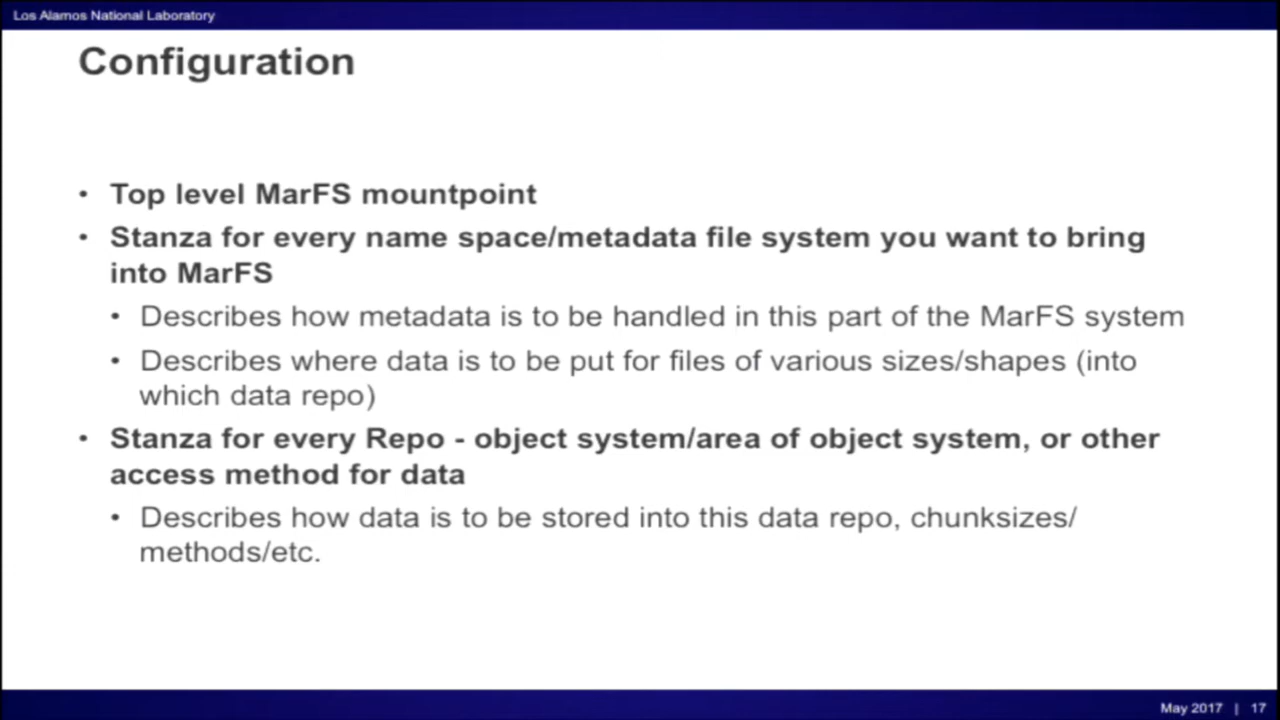 Los Alamos National Laboratory
Configuration
• Top level MarFS mountpoint
• Stanza for every name space/metadata file system you want to bring
into MarFS
• Describes how metadata is to be handled in this part of the MarFS system
• Describes where data is to be put for files of various sizes/shapes (into
which data repo)
• Stanza for every Repo - object system/area of object system, or other
access method for data
• Describes how data is to be stored into this data repo, chunksizes/
methods/etc.
May 2017 | 17